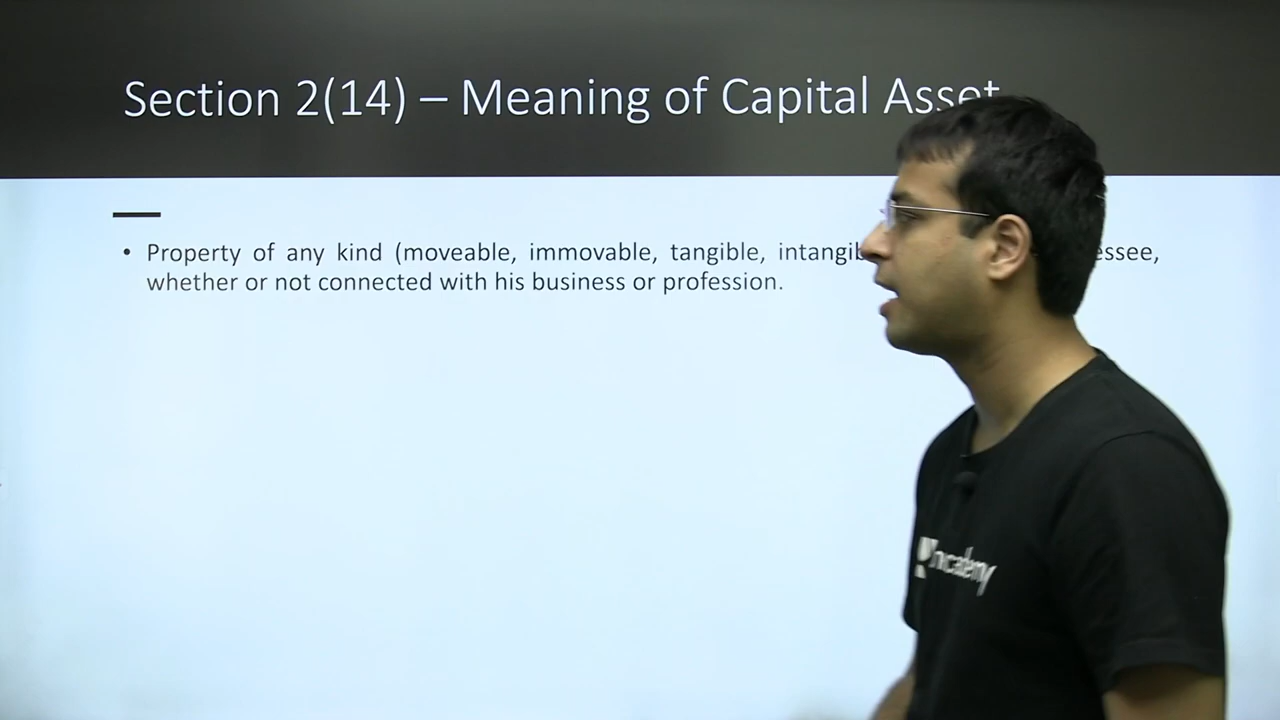 Section 2(14) – Meaning of Capital Asset
• Property of any kind (moveable, immovable, tangible,
whether or not connected with his business or profession.